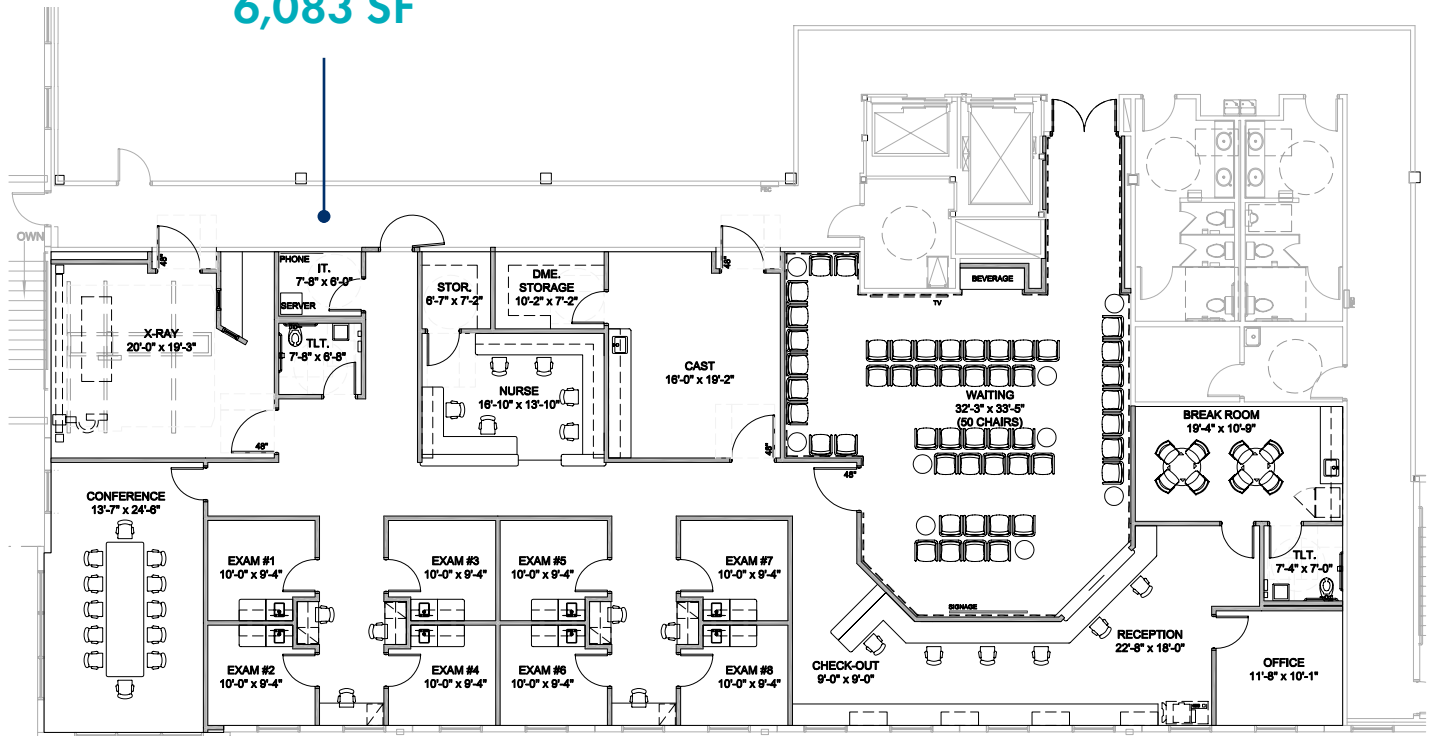 6,083 SF
FEC
OWN
48"
48"
PHONE
IT.
7'-8" x 6'-0"
SERVER
STOR.
6'-7" x 7'-2"
DME.
STORAGE
10'-2" x 7'-2"
BEVERAGE
TV
X-RAY
20'-0" x 19'-3"
TLT.
7'-8" x 6'-8"
NURSE
16'-10" x 13'-10"
CAST
16'-0" x 19'-2"
WAITING
32'-3" x 33'-5"
(50 CHAIRS)
BREAK ROOM
19'-4" x 10'-9"
48"
48"
48"
CONFERENCE
13'-7" x 24'-6"
EXAM #1
10'-0" x 9'-4"
EXAM #3
10'-0" x 9'-4"
EXAM #5
10'-0" x 9'-4"
EXAM #7
10'-0" x 9'-4"
TLT.
7'-4" x 7'-0"
SIGNAGE
RECEPTION
22'-8" x 18'-0"
EXAM #2
10'-0" x 9'-4"
EXAM #4
10'-0" x 9'-4"
EXAM #6
10'-0" x 9'-4"
EXAM #8
10'-0" x 9'-4"
CHECK-OUT
9'-0" x 9'-0"
OFFICE
11'-8" x 10'-1"